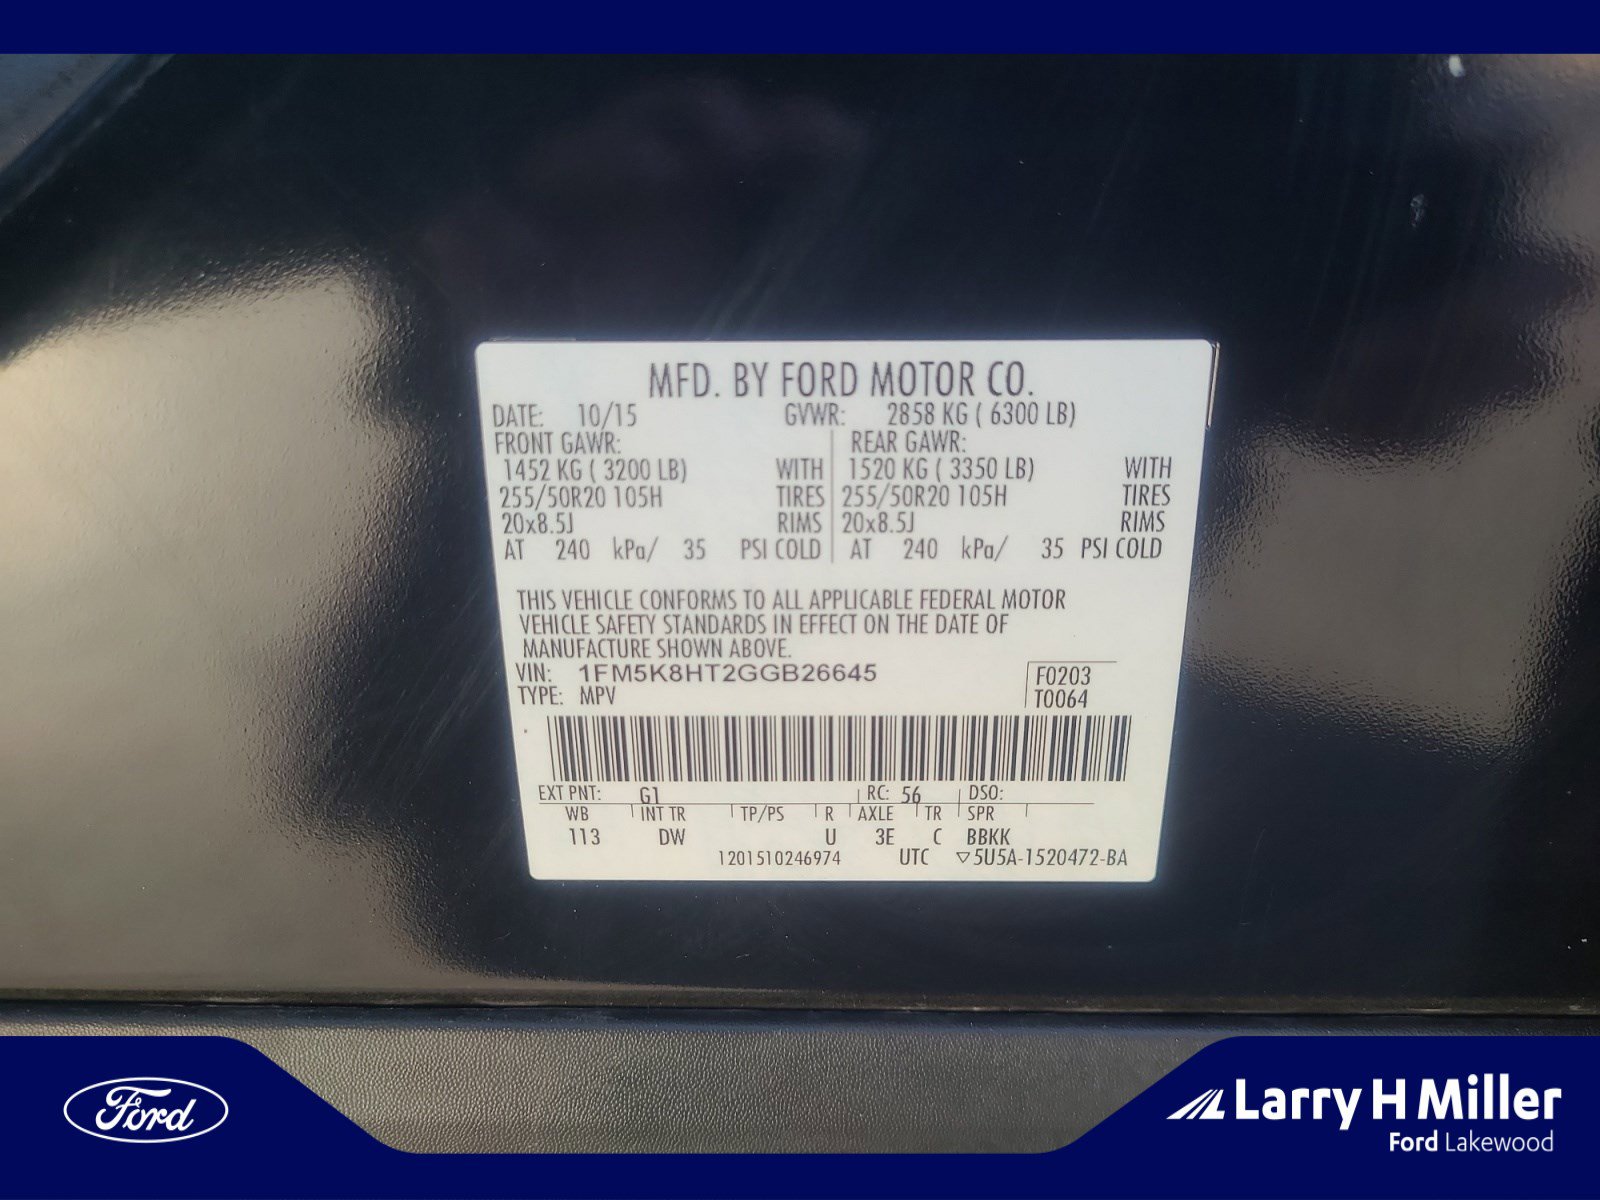 MFD. BY FORD MOTOR CO.
DATE: 10/15 GVWR: 2858 KG ( 6300 LB)
FRONT GAWR: REAR GAWR:
1452 KG ( 3200 LB) WITH 1520 KG ( 3350 LB) WITH
255/50R20 105H TIRES 255/50R20 105H TIRES
20x8.5J RIMS 20x8.5J RIMS
AT 240 kPa/ 35 PSI COLD AT 240 kPa/ 35 PSI COLD
THIS VEHICLE CONFORMS TO ALL APPLICABLE FEDERAL MOTOR
VEHICLE SAFETY STANDARDS IN EFFECT ON THE DATE OF
MANUFACTURE SHOWN ABOVE.
VIN: 1FM5K8HT2GGB26645 F0203
TYPE: MPV T0064
EXT PNT: G1 RC: 56 DSO:
WB INT TR TP/PS R AXLE TR SPR
113 DW U 3E C BBKK
1201510246974 UTC ▽5U5A-1520472-BA
Ford
Larry H Miller
Ford Lakewood